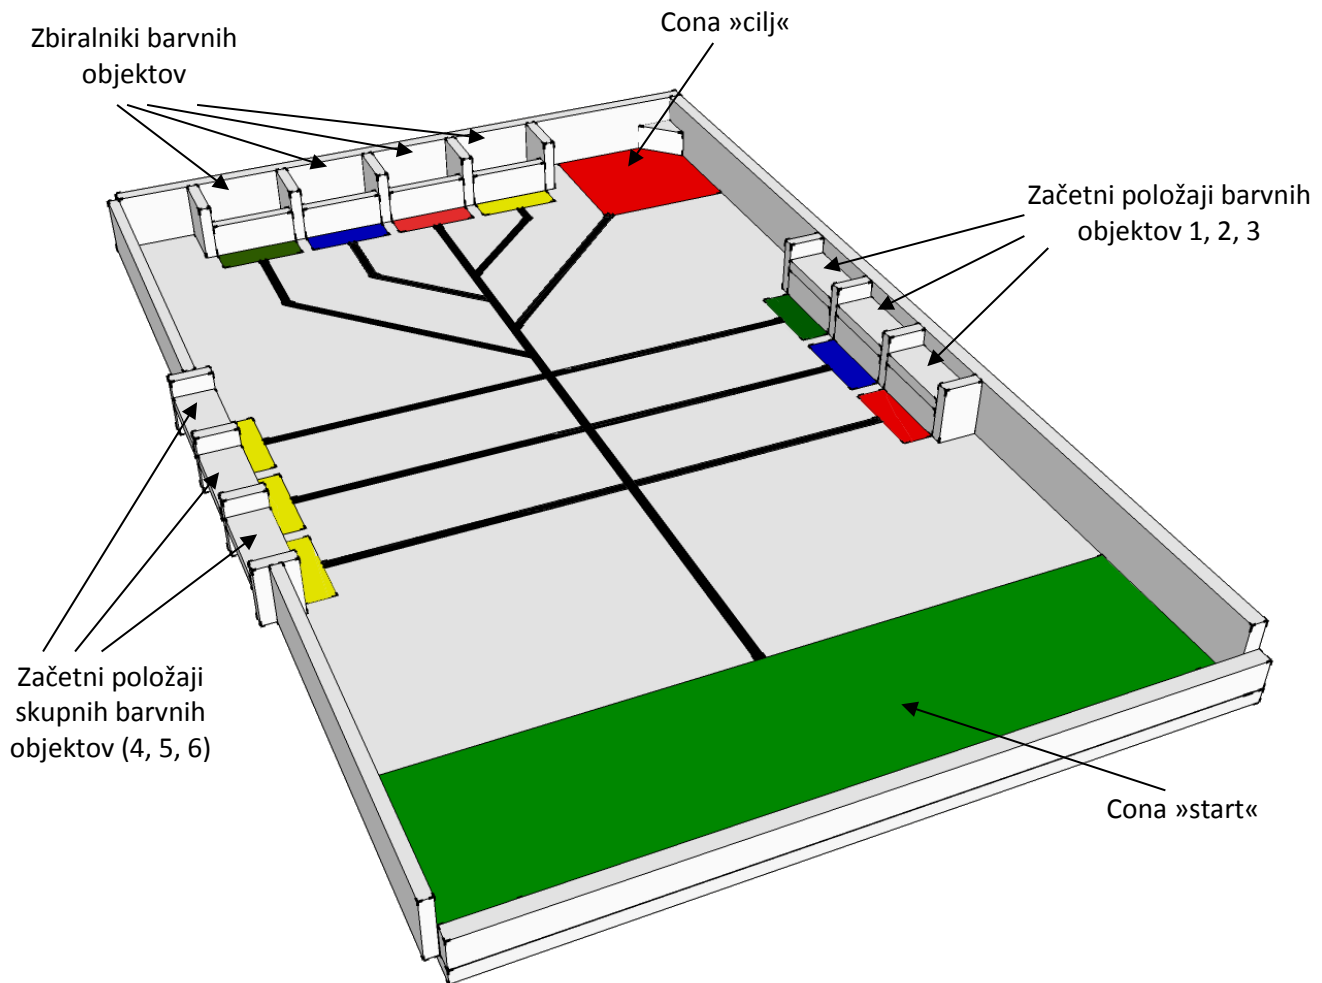 Zbiralniki barvnih
objektov
Cona »cilj«
Začetni položaji barvnih
objektov 1, 2, 3
Začetni položaji
skupnih barvnih
objektov (4, 5, 6)
Cona »start«